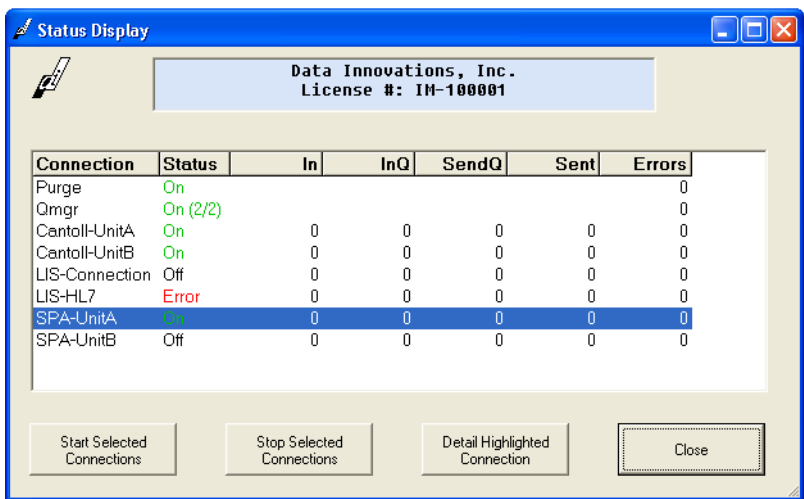 Status Display
Data Innovations, Inc.
License #: IM-100001
Connection Status In InQ SendQ Sent Errors
Purge On 0
Qmgr On (2/2) 0
Cantoll-UnitA On 0 0 0 0 0
Cantoll-UnitB On 0 0 0 0 0
LIS-Connection Off 0 0 0 0 0
LIS-HL7 Error 0 0 0 0 0
SPA-UnitA On 0 0 0 0 0
SPA-UnitB Off 0 0 0 0 0
Start Selected
Connections
Stop Selected
Connections
Detail Highlighted
Connection
Close